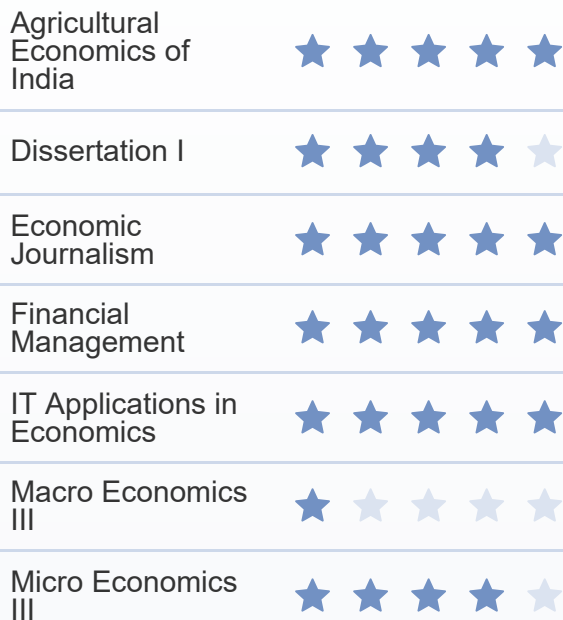 Agricultural
Economics of
India
Dissertation I
Economic
Journalism
Financial
Management
IT Applications in
Economics
Macro Economics
III
Micro Economics
III